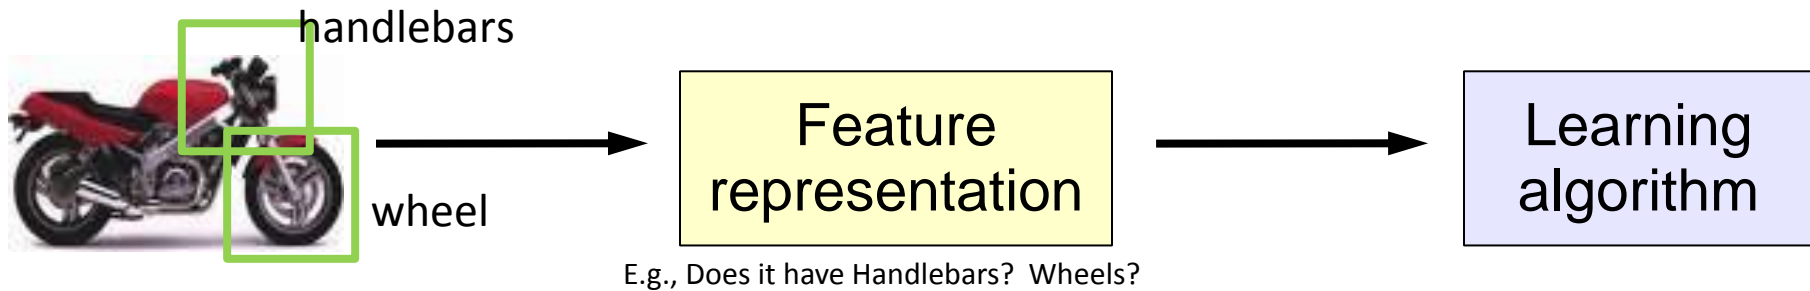 handlebars
wheel
Feature
representation
E.g., Does it have Handlebars? Wheels?
Learning
algorithm